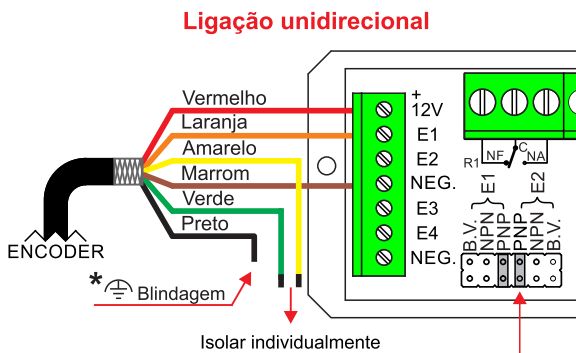 Ligação unidirecional
Vermelho
Laranja
Amarelo
Marrom
Verde
Preto
ENCODER
* Blindagem
Isolar individualmente
+
12V
E1
E2
NEG.
E3
E4
NEG.
R1 NF C NA
E1 E2
B.V. NPN PNP PNP NPN B.V.